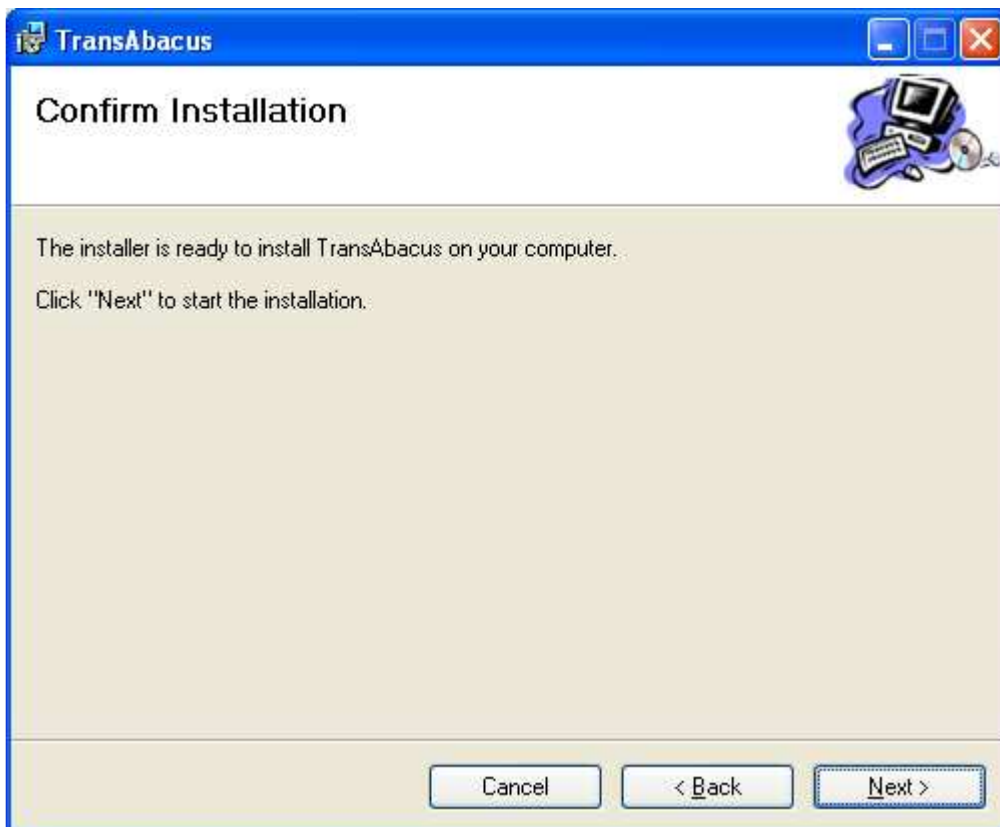 TransAbacus
Confirm Installation
The installer is ready to install TransAbacus on your computer.
Click "Next" to start the installation.
Cancel
< Back
Next >